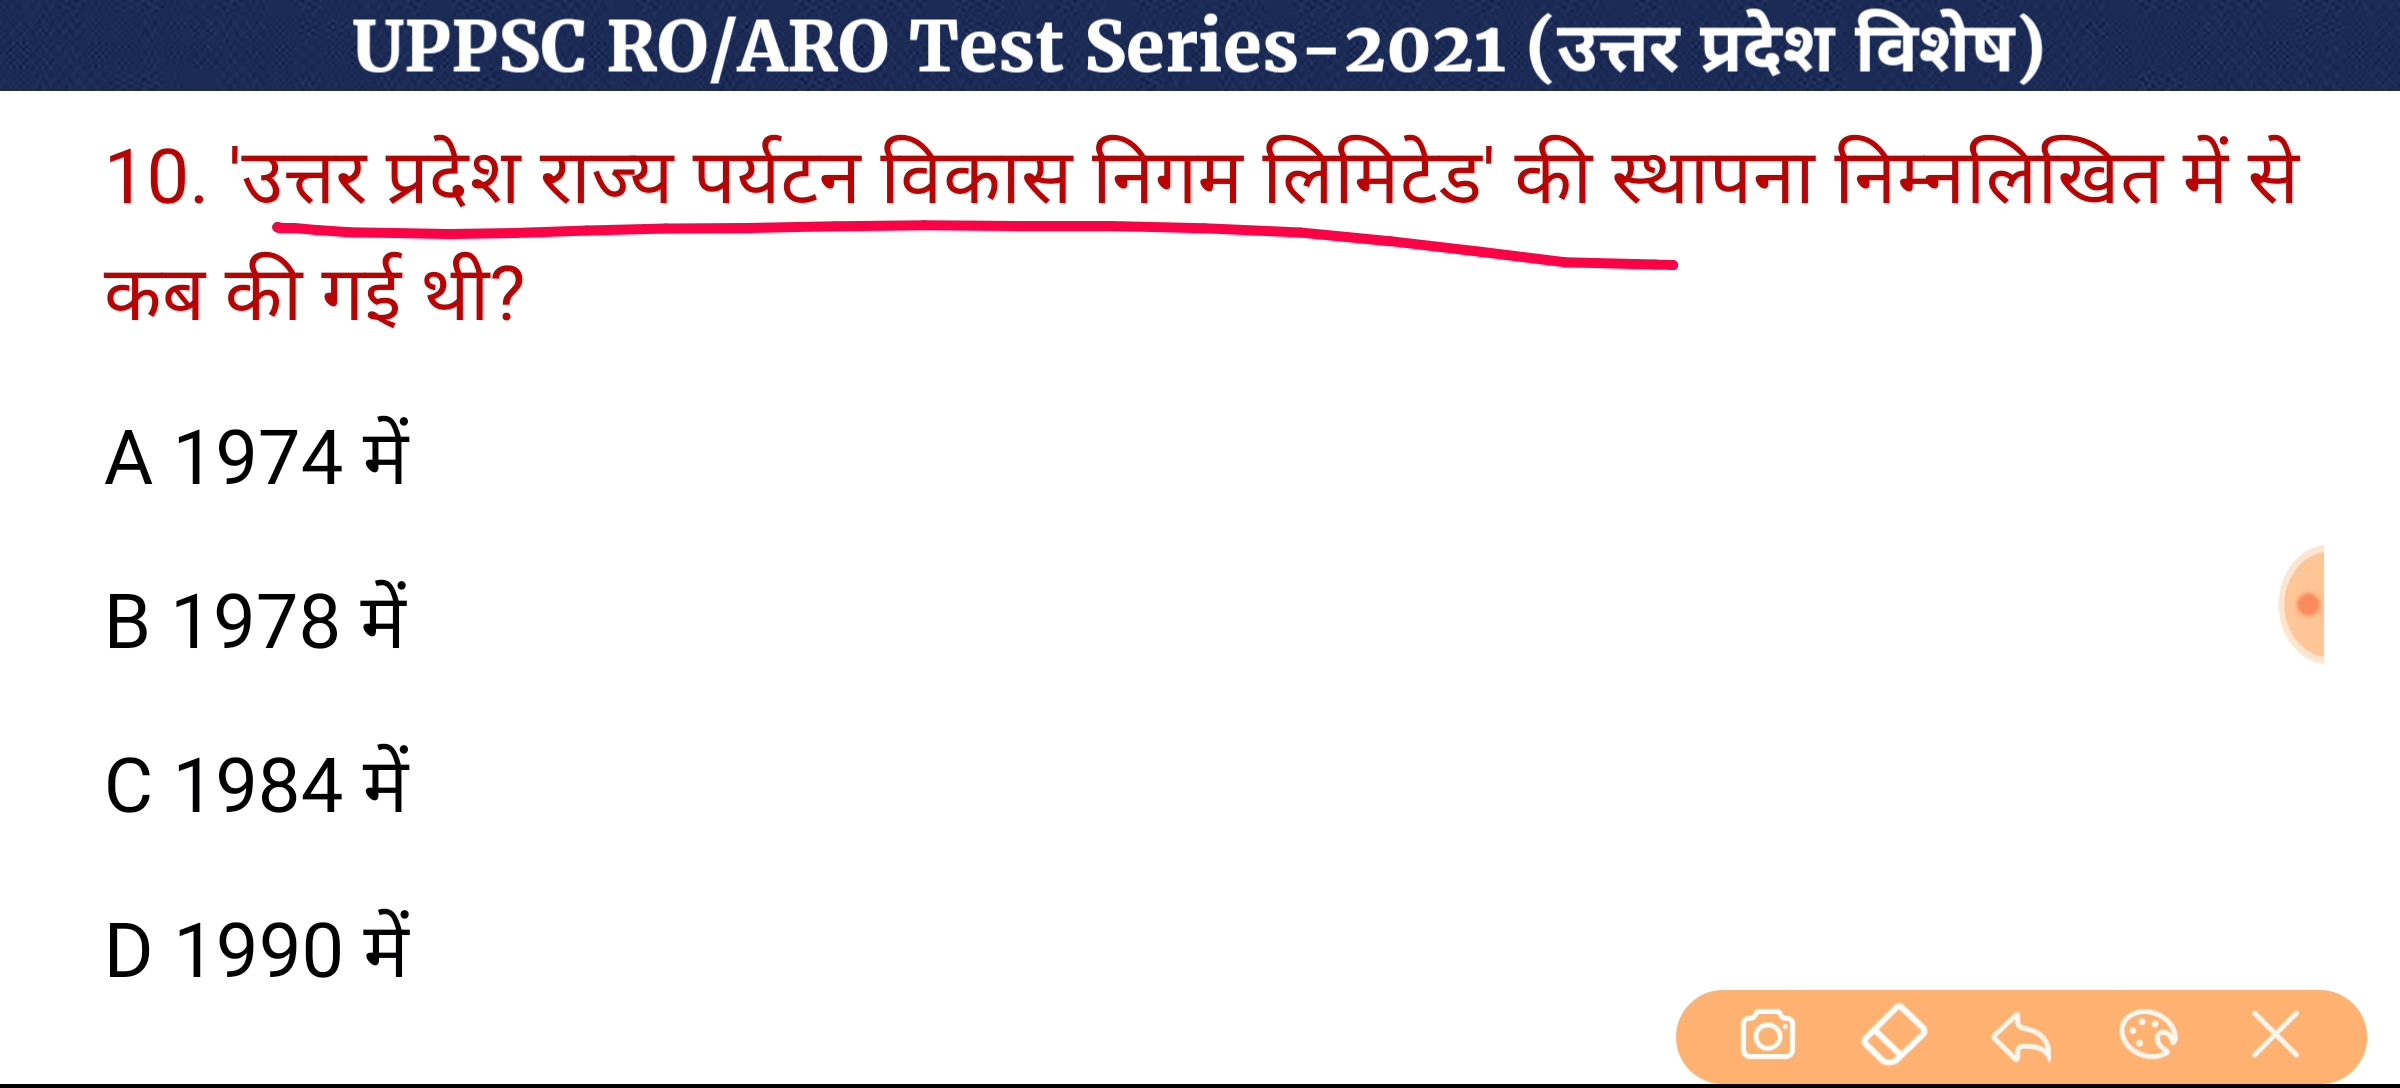 UPPSC RO/ARO Test Series-2021 (उत्तर प्रदेश विशेष)
10. 'उत्तर प्रदेश राज्य पर्यटन विकास निगम लिमिटेड' की स्थापना निम्नलिखित में से
कब की गई थी?
A 1974 में
B 1978 में
C 1984 में
D 1990 में